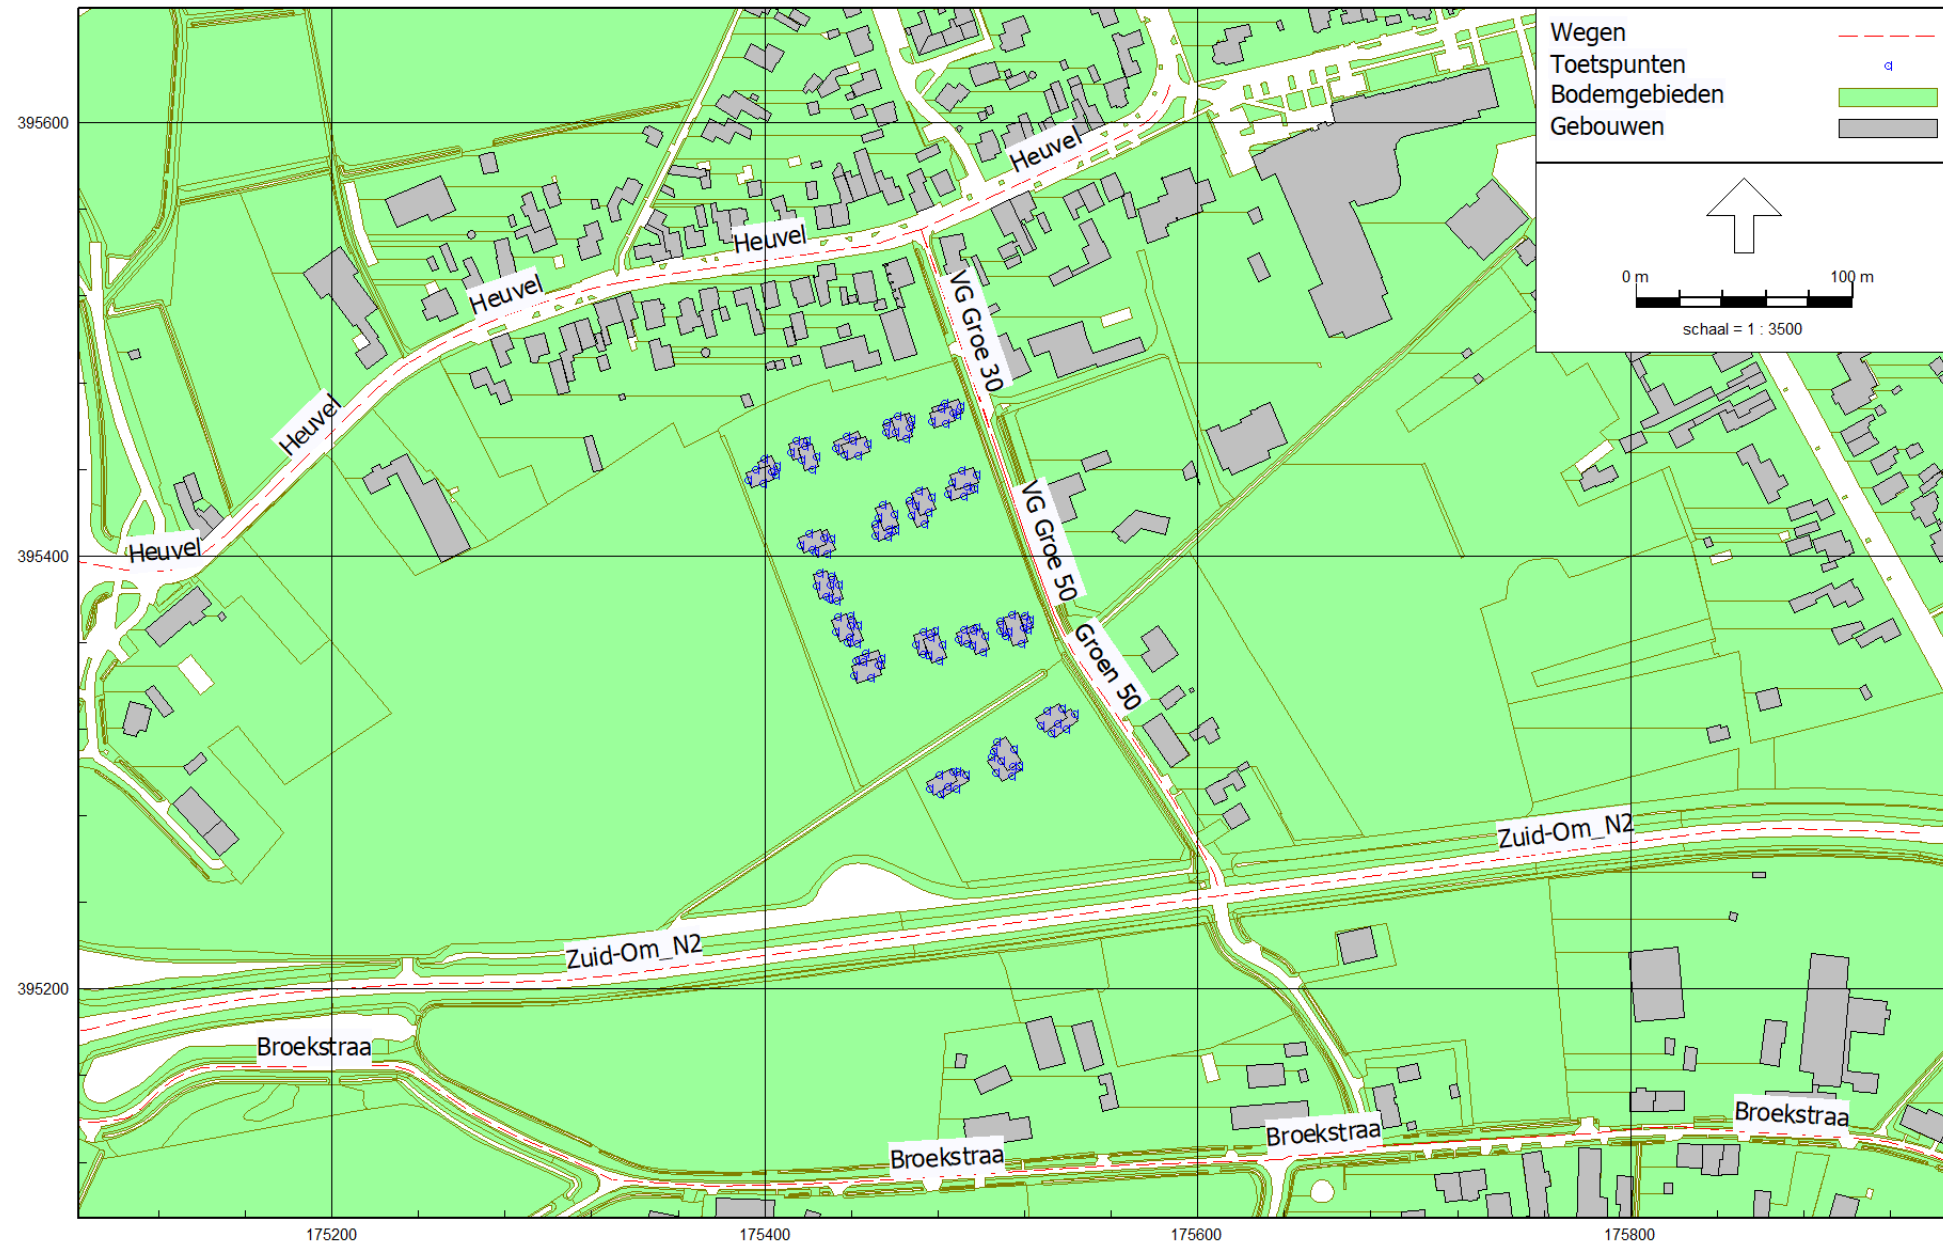 Wegen
Toetspunten
Bodemgebieden
Gebouwen
0 m
100 m
schaal = 1 : 3500
395600
Heuvel
Heuvel
Heuvel
VG Groe 30
Heuvel
VG Groe 50
395400
Heuvel
Groen 50
Zuid-Om_N2
Zuid-Om_N2
395200
Broekstraa
Broekstraa
Broekstraa
Broekstraa
175200
175400
175600
175800